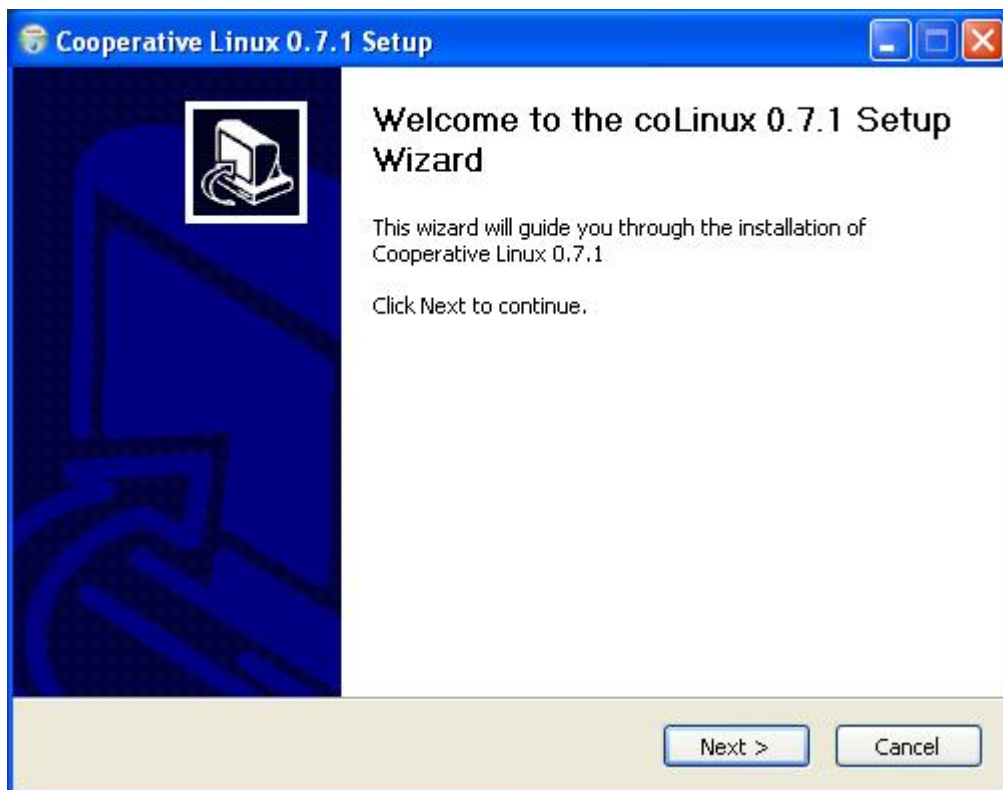 Cooperative Linux 0.7.1 Setup
Welcome to the coLinux 0.7.1 Setup
Wizard
This wizard will guide you through the installation of
Cooperative Linux 0.7.1
Click Next to continue.
Next >
Cancel